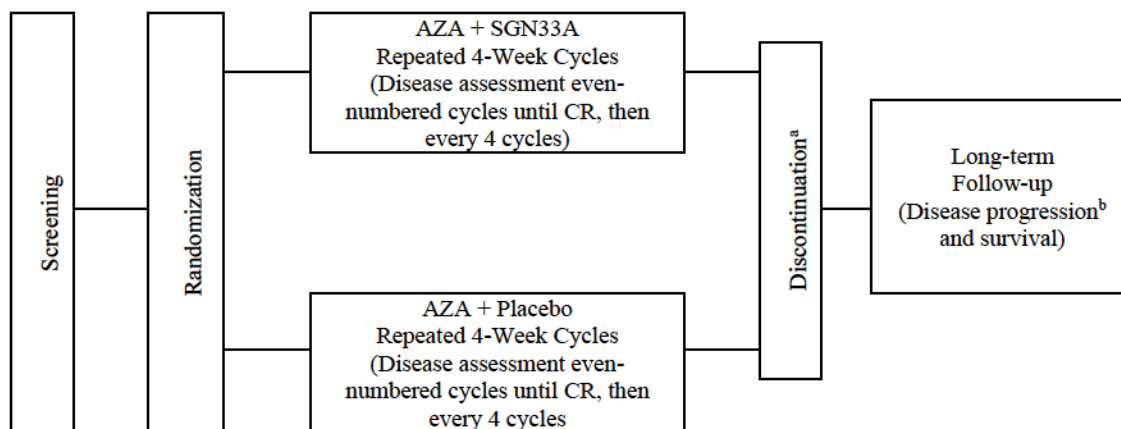 Screening
Randomization
AZA + SGN33A
Repeated 4-Week Cycles
(Disease assessment even-
numbered cycles until CR, then
every 4 cycles)
AZA + Placebo
Repeated 4-Week Cycles
(Disease assessment even-
numbered cycles until CR, then
every 4 cycles
Discontinuationᵃ
Long-term
Follow-up
(Disease progressionᵇ
and survival)